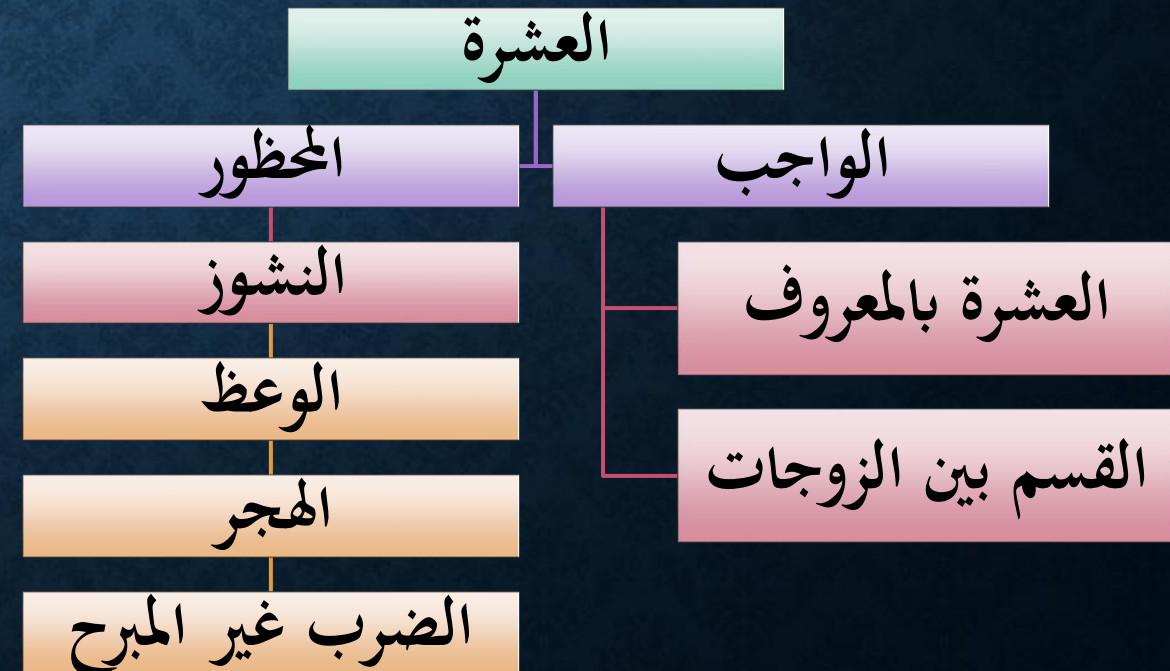 العشرة
الواجب
العشرة بالمعروف
القسم بين الزوجات
المحظور
النشوز
الوعظ
الهجر
الضرب غير المبرح